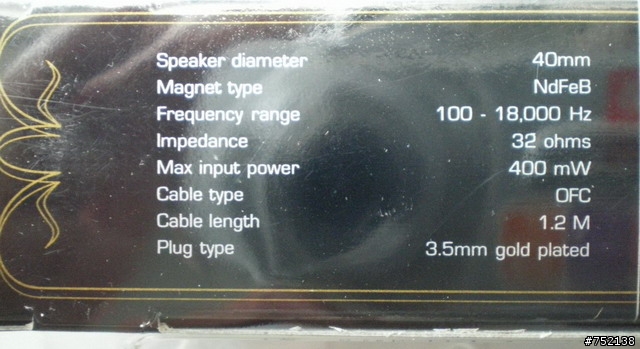 Speaker diameter 40mm
Magnet type NdFeB
Frequency range 100 - 18,000 Hz
Impedance 32 ohms
Max input power 400 mW
Cable type OFC
Cable length 1.2 M
Plug type 3.5mm gold plated
#752138